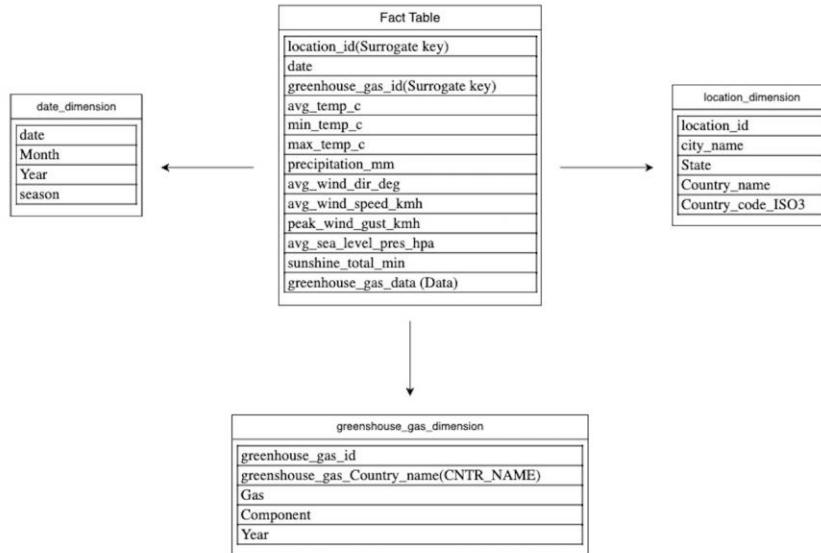 Fact Table
location_id(Surrogate key)
date
greenhouse_gas_id(Surrogate key)
avg_temp_c
min_temp_c
max_temp_c
precipitation_mm
avg_wind_dir_deg
avg_wind_speed_kmh
peak_wind_gust_kmh
avg_sea_level_pres_hpa
sunshine_total_min
greenhouse_gas_data (Data)
date_dimension
date
Month
Year
season
location_dimension
location_id
city_name
State
Country_name
Country_code_ISO3
greenshouse_gas_dimension
greenhouse_gas_id
greenshouse_gas_Country_name(CNTR_NAME)
Gas
Component
Year